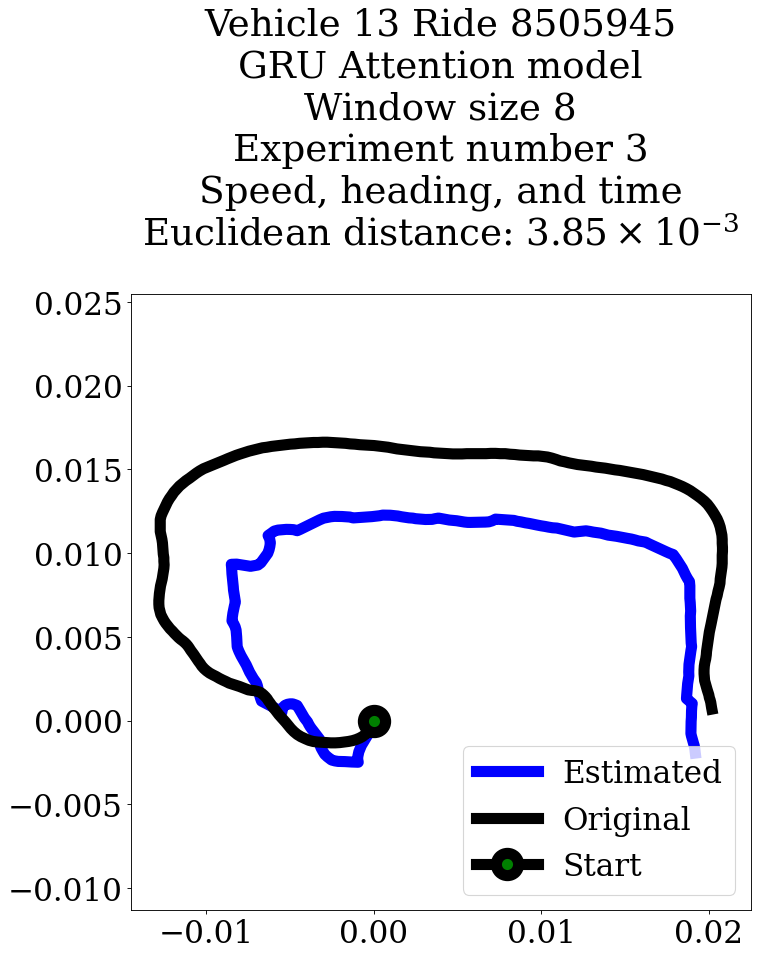 Vehicle 13 Ride 8505945
GRU Attention model
Window size 8
Experiment number 3
Speed, heading, and time
Euclidean distance: 3.85 × 10⁻³
0.025
0.020
0.015
0.010
0.005
0.000
−0.005
−0.010
−0.01 0.00 0.01 0.02
Estimated
Original
Start